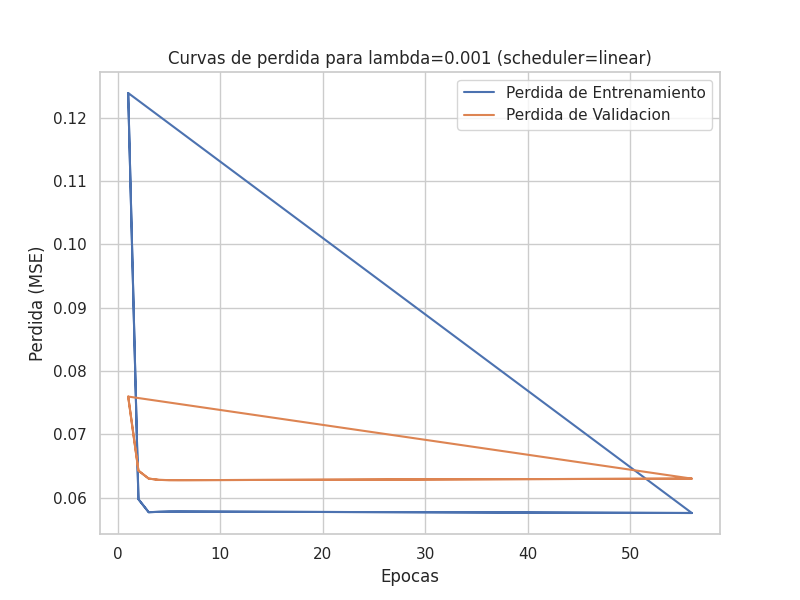 Curvas de perdida para lambda=0.001 (scheduler=linear)
Perdida de Entrenamiento
Perdida de Validacion
0.12
0.11
0.10
0.09
0.08
0.07
0.06
Perdida (MSE)
0 10 20 30 40 50
Epocas